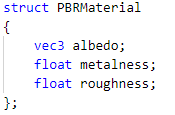 struct PBRMaterial
{
    vec3 albedo;
    float metalness;
    float roughness;
};